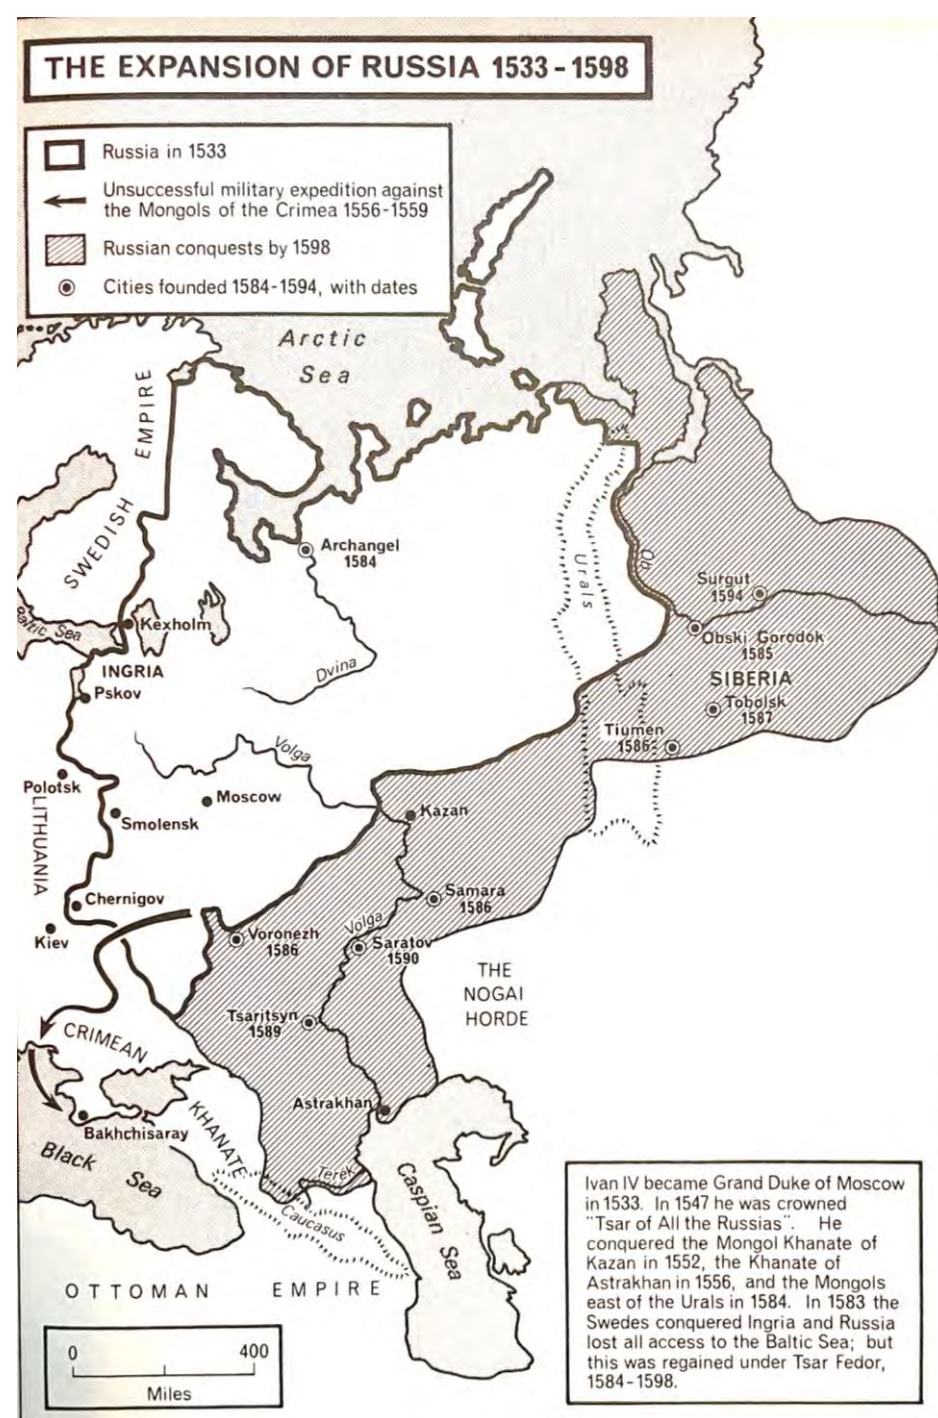 THE EXPANSION OF RUSSIA 1533-1598
Russia in 1533
Unsuccessful military expedition against
the Mongols of the Crimea 1556-1559
Russian conquests by 1598
Cities founded 1584-1594, with dates
Arctic
Sea
SWEDISH EMPIRE
Archangel
1584
Urals
Ob
Surgut
1594
Baltic Sea
Kexholm
Obski Gorodok
1585
INGRIA
Dvina
SIBERIA
Pskov
Tobolsk
1587
Tiumen
1586
Volga
Polotsk
Moscow
Kazan
Smolensk
LITHUANIA
Samara
1586
Chernigov
Volga
Kiev
Voronezh
1586
Saratov
1590
THE
NOGAI
HORDE
Tsaritsyn
1589
CRIMEAN
KHANATE
Astrakhan
Bakhchisaray
Black
Sea
Terek
Caspian Sea
Caucasus
OTTOMAN EMPIRE
Ivan IV became Grand Duke of Moscow
in 1533. In 1547 he was crowned
"Tsar of All the Russias". He
conquered the Mongol Khanate of
Kazan in 1552, the Khanate of
Astrakhan in 1556, and the Mongols
east of the Urals in 1584. In 1583 the
Swedes conquered Ingria and Russia
lost all access to the Baltic Sea; but
this was regained under Tsar Fedor,
1584-1598.
0 400
Miles